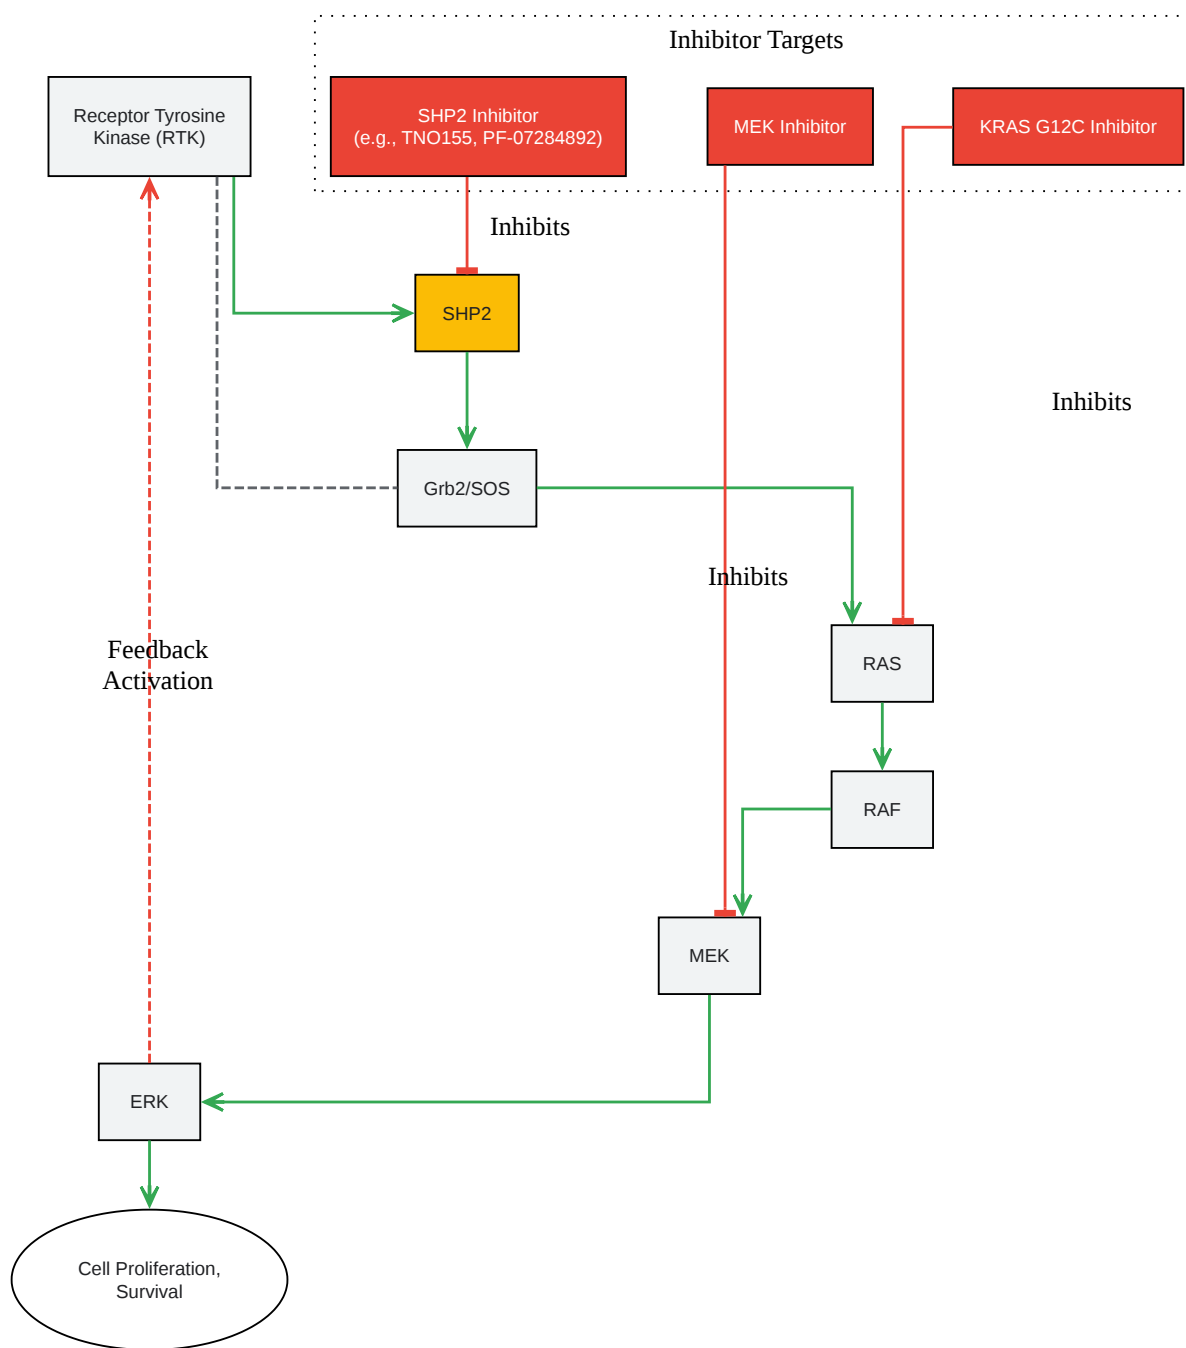 Inhibitor Targets
Receptor Tyrosine
Kinase (RTK)
SHP2 Inhibitor
(e.g., TNO155, PF-07284892)
MEK Inhibitor
KRAS G12C Inhibitor
Inhibits
SHP2
Inhibits
Grb2/SOS
Inhibits
Feedback
Activation
RAS
RAF
MEK
ERK
Cell Proliferation,
Survival